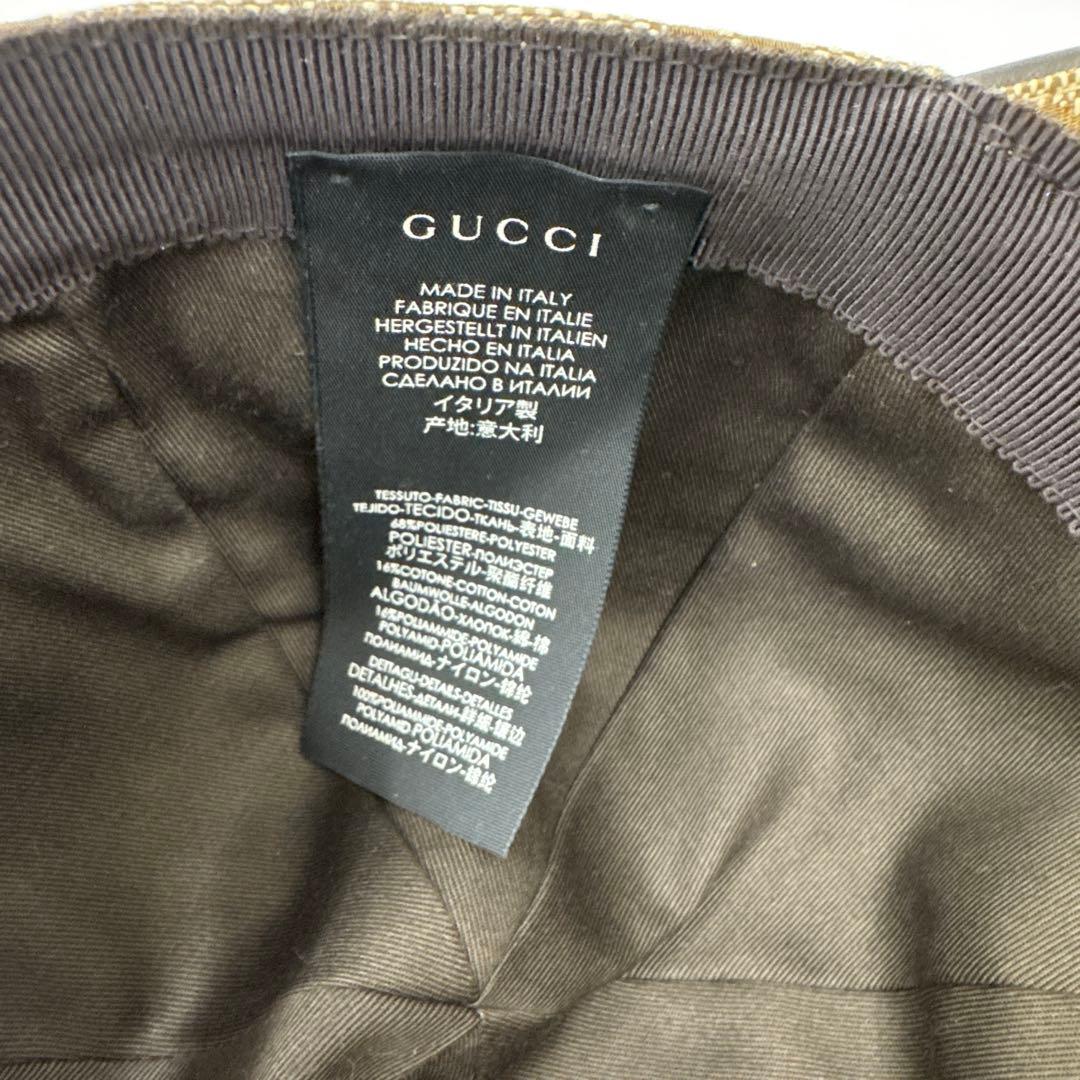 GUCCI
MADE IN ITALY
FABRIQUE EN ITALIE
HERGESTELLT IN ITALIEN
HECHO EN ITALIA
PRODUZIDO NA ITALIA
СДЕЛАНО В ИТАЛИИ
イタリア製
产地:意大利
TESSUTO-FABRIC-TISSU-GEWEBE
TEJIDO-TECIDO-ТКАНЬ-表地-面料
68%POLIESTERE-POLYESTER
POLIESTER-ПОЛИЭСТЕР
ポリエステル-聚酯纤维
16%COTONE-COTTON-COTON
BAUMWOLLE-ALGODON
ALGODÃO-ХЛОПОК-綿-棉
16%POLIAMMIDE-POLYAMIDE
POLYAMID-POLIAMIDA
ПОЛИАМИД-ナイロン-锦纶
DETTAGLI-DETAILS-DETALLES
DETALHES-ДЕТАЛИ-詳細-镶边
100%POLIAMMIDE-POLYAMIDE
POLYAMID-POLIAMIDA
ПОЛИАМИД-ナイロン-锦纶